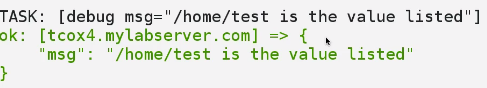 TASK: [debug msg="/home/test is the value listed"]
ok: [tcox4.mylabserver.com] => {
    "msg": "/home/test is the value listed"
}